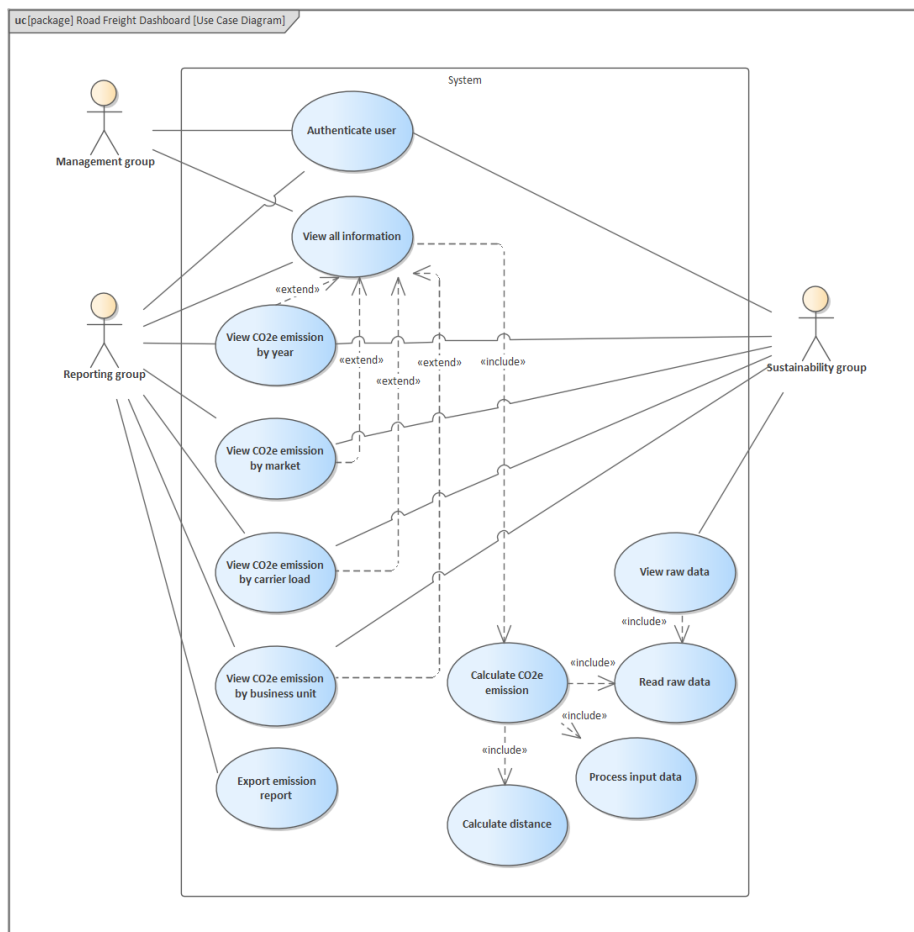 uc [package] Road Freight Dashboard [Use Case Diagram]
System
Management group
Authenticate user
View all information
«extend»
Reporting group
View CO2e emission
by year
«extend»
«extend»
«extend»
«include»
Sustainability group
View CO2e emission
by market
View CO2e emission
by carrier load
View raw data
«include»
View CO2e emission
by business unit
Calculate CO2e
emission
«include»
Read raw data
«include»
«include»
Export emission
report
Process input data
Calculate distance